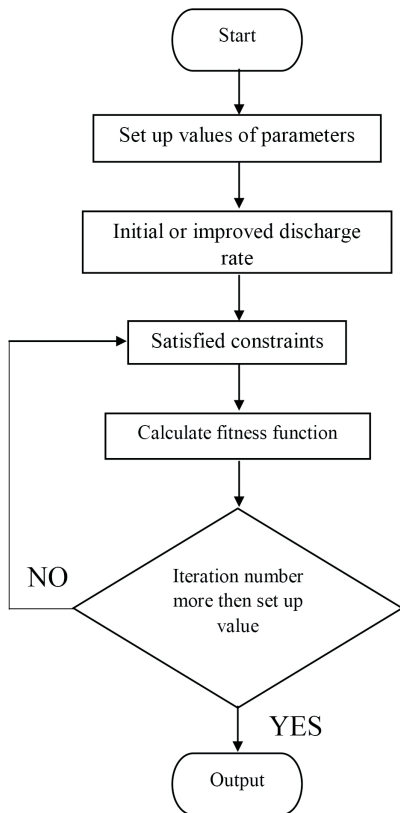 Start
Set up values of parameters
Initial or improved discharge
rate
Satisfied constraints
Calculate fitness function
NO
Iteration number
more then set up
value
YES
Output